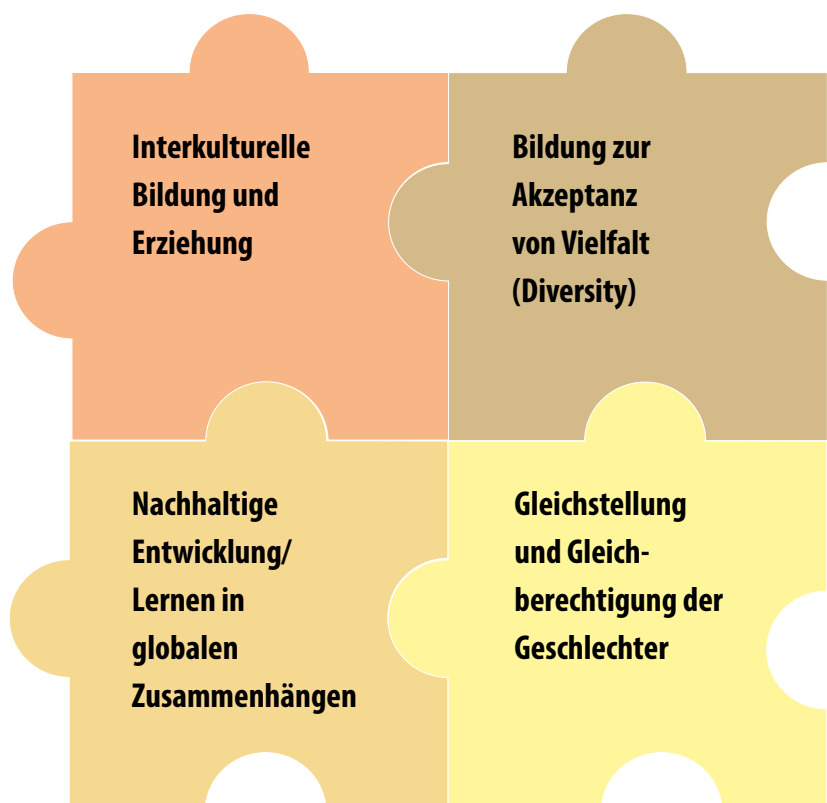 Interkulturelle
Bildung und
Erziehung
Bildung zur
Akzeptanz
von Vielfalt
(Diversity)
Nachhaltige
Entwicklung/
Lernen in
globalen
Zusammenhängen
Gleichstellung
und Gleich-
berechtigung der
Geschlechter